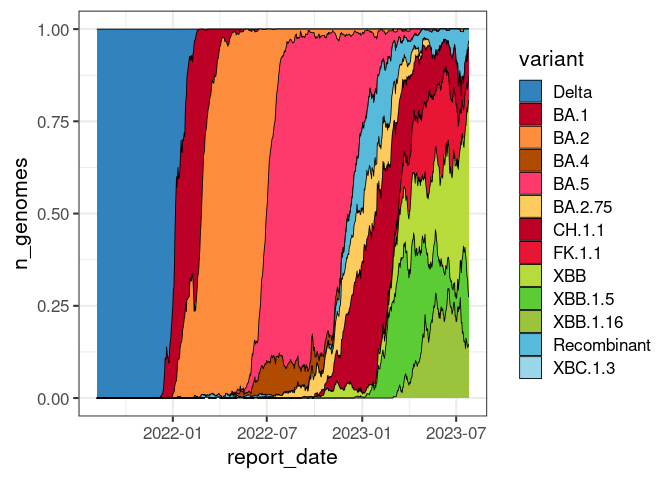 1.00
0.75
0.50
0.25
0.00
n_genomes
2022-01 2022-07 2023-01 2023-07
report_date
variant
Delta
BA.1
BA.2
BA.4
BA.5
BA.2.75
CH.1.1
FK.1.1
XBB
XBB.1.5
XBB.1.16
Recombinant
XBC.1.3